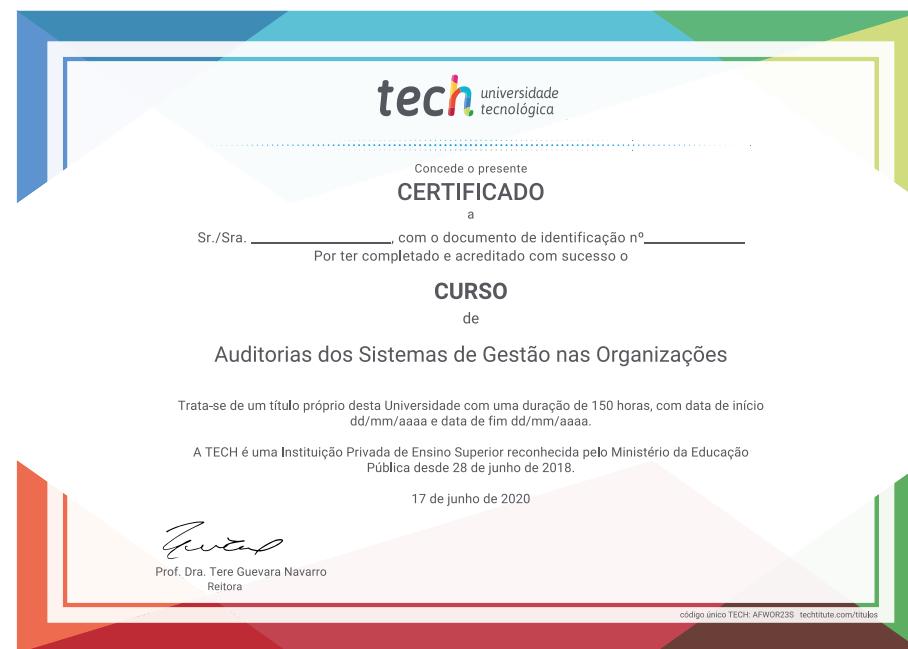 tech universidade
tecnológica
Concede o presente
CERTIFICADO
a
Sr./Sra. ____________________, com o documento de identificação nº______________
Por ter completado e acreditado com sucesso o
CURSO
de
Auditorias dos Sistemas de Gestão nas Organizações
Trata-se de um título próprio desta Universidade com uma duração de 150 horas, com data de início
dd/mm/aaaa e data de fim dd/mm/aaaa.
A TECH é uma Instituição Privada de Ensino Superior reconhecida pelo Ministério da Educação
Pública desde 28 de junho de 2018.
17 de junho de 2020
Prof. Dra. Tere Guevara Navarro
Reitora
código único TECH: AFWOR23S techtitute.com/titulos